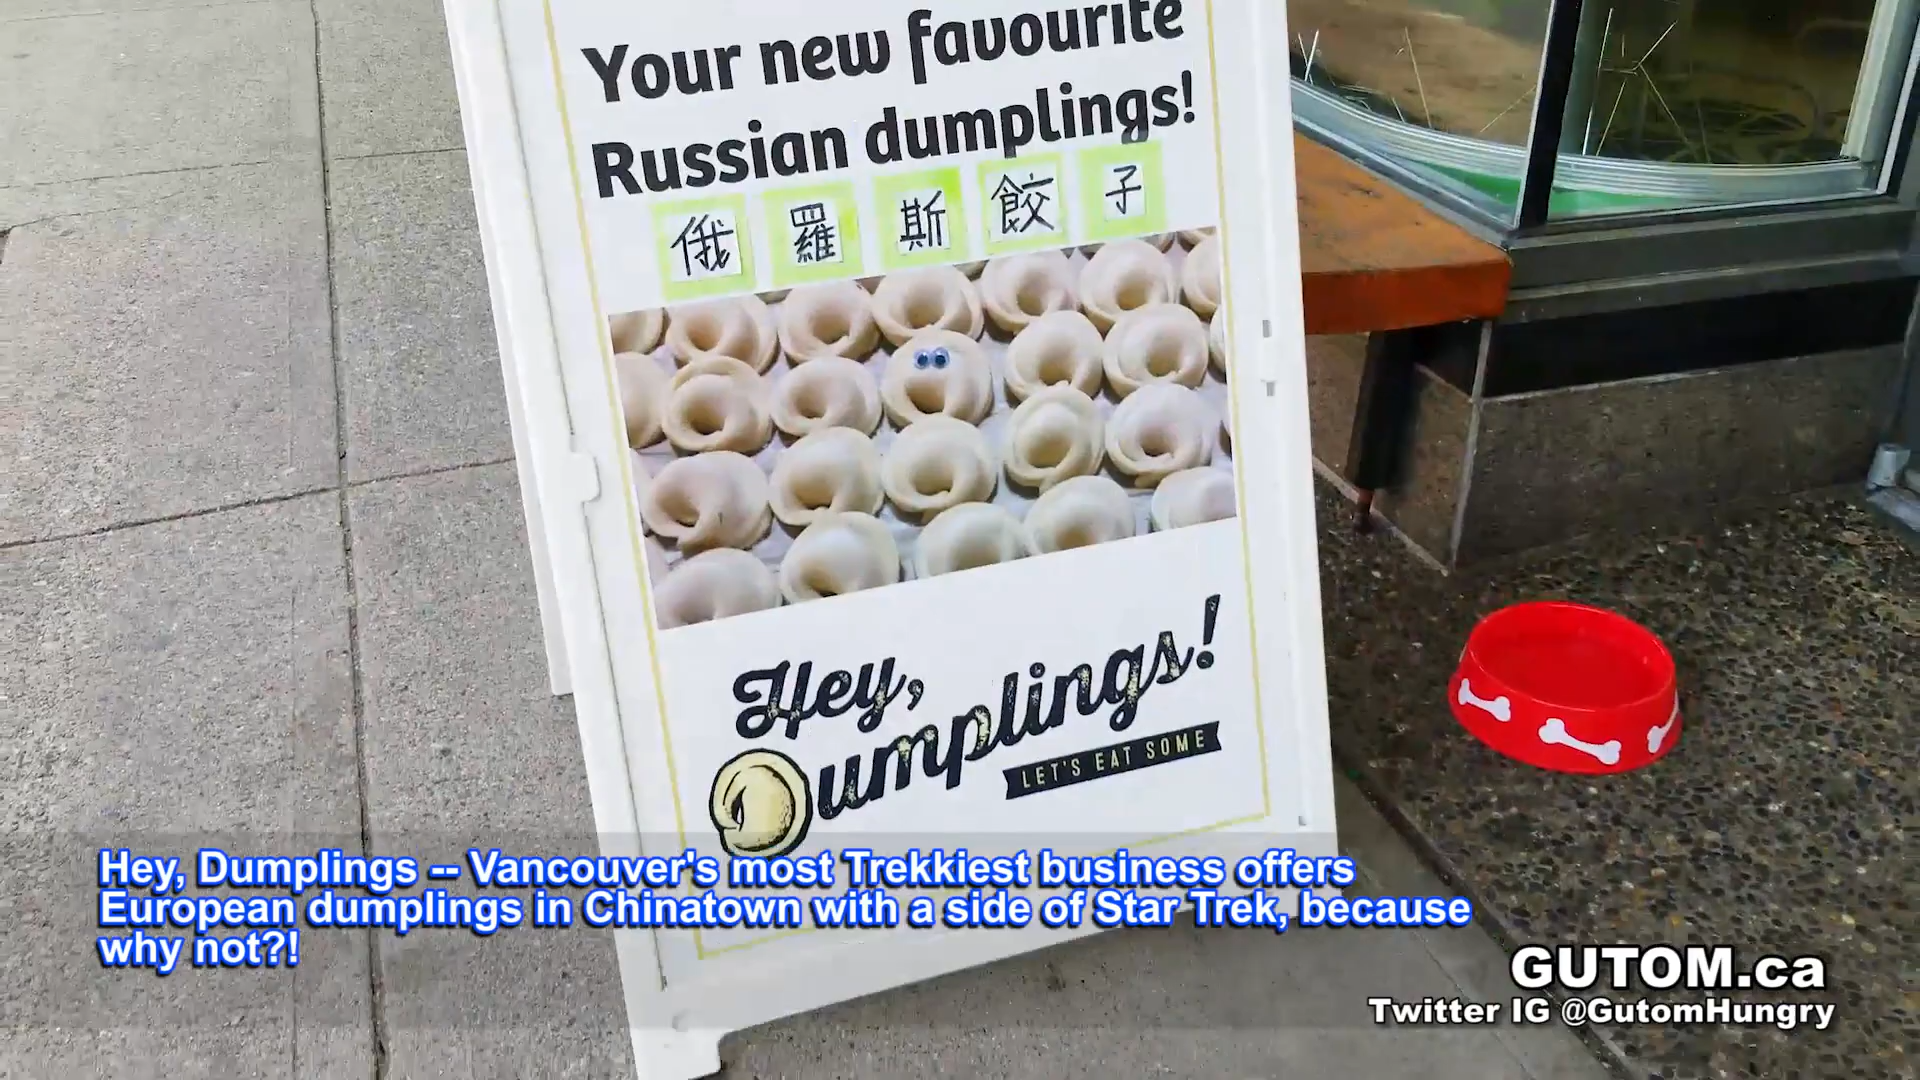 Your new favourite
Russian dumplings!
俄羅斯餃子
Hey,
Dumplings!
LET'S EAT SOME
Hey, Dumplings -- Vancouver's most Trekkiest business offers
European dumplings in Chinatown with a side of Star Trek, because
why not?!
GUTOM.ca
Twitter IG @GutomHungry